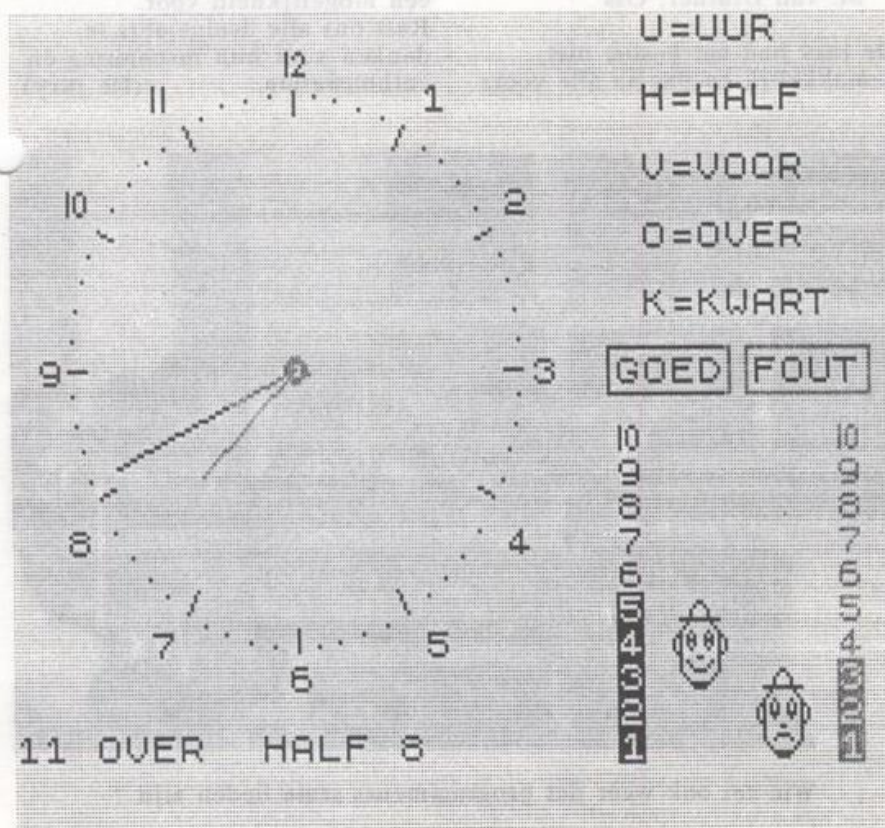 U=UUR
H=HALF
V=VOOR
O=OVER
K=KWART
12
11 1
10 2
9 3
8 4
7 5
6
GOED FOUT
10 10
9 9
8 8
7 7
6 6
5 5
4 4
3 3
2 2
1 1
11 OVER HALF 8